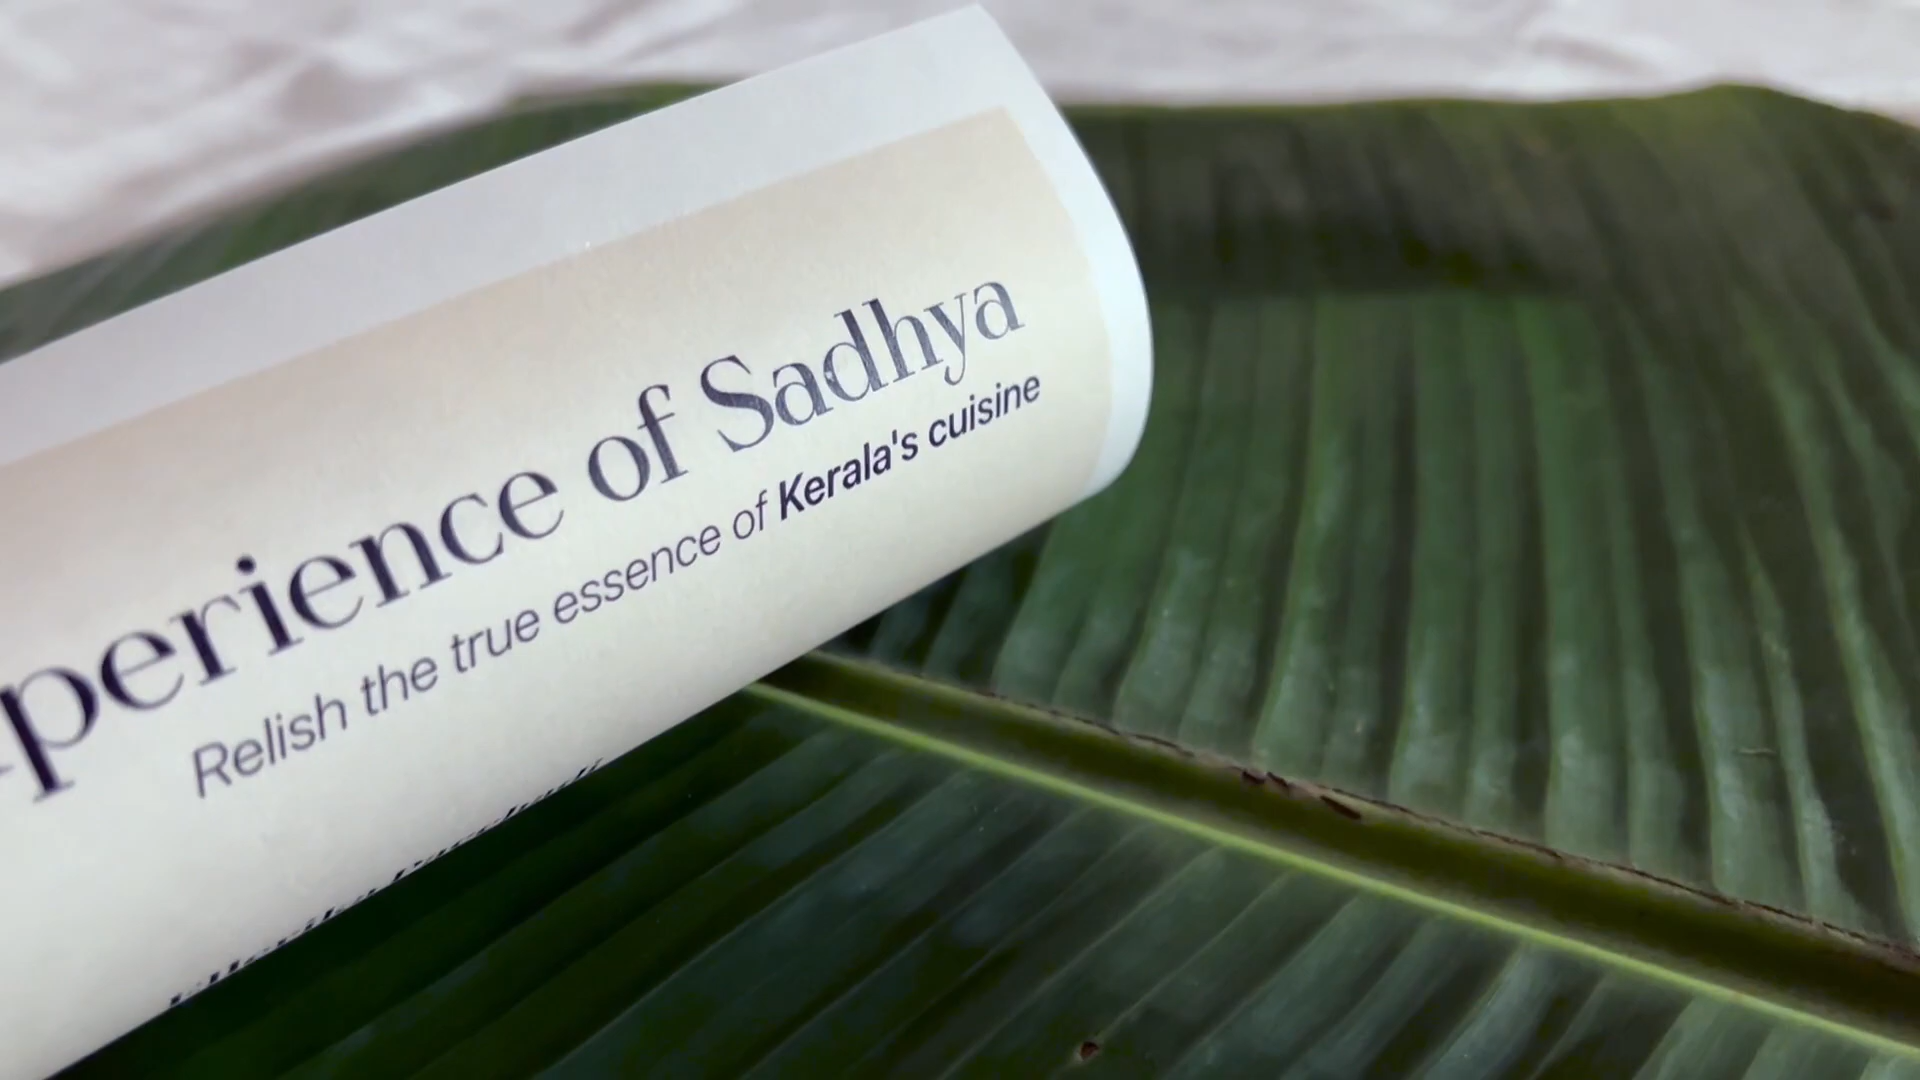 perience of Sadhya
Relish the true essence of Kerala's cuisine